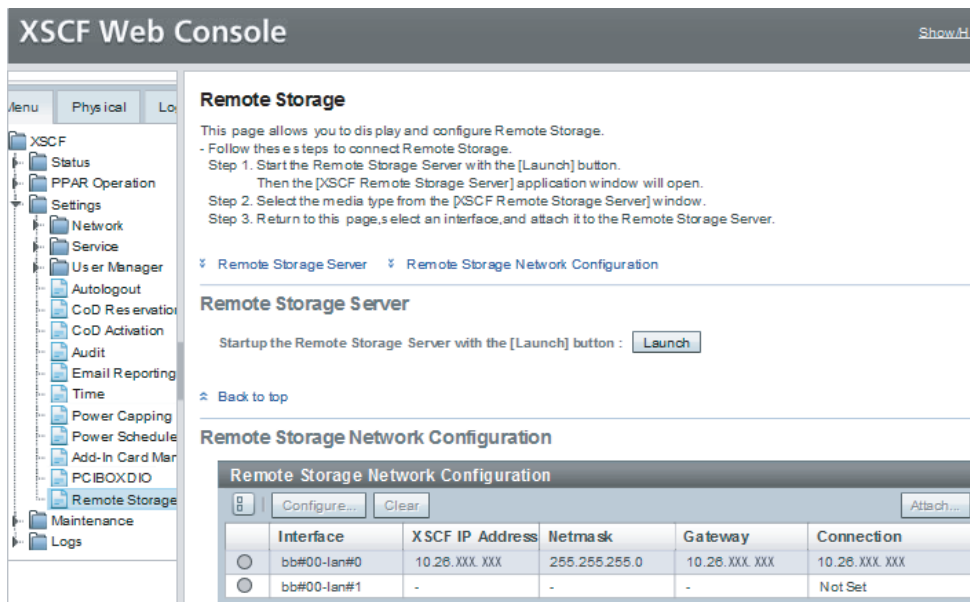 XSCF Web Console
Show/H
Menu Physical Lo
XSCF
Status
PPAR Operation
Settings
Network
Service
User Manager
Autologout
CoD Reservation
CoD Activation
Audit
Email Reporting
Time
Power Capping
Power Schedule
Add-In Card Man
PCIBOXDIO
Remote Storage
Maintenance
Logs
Remote Storage
This page allows you to display and configure Remote Storage.
- Follow these steps to connect Remote Storage.
Step 1. Start the Remote Storage Server with the [Launch] button.
Then the [XSCF Remote Storage Server] application window will open.
Step 2. Select the media type from the [XSCF Remote Storage Server] window.
Step 3. Return to this page,select an interface,and attach it to the Remote Storage Server.
Remote Storage Server Remote Storage Network Configuration
Remote Storage Server
Startup the Remote Storage Server with the [Launch] button : Launch
Back to top
Remote Storage Network Configuration
Remote Storage Network Configuration
Configure... Clear Attach...
Interface XSCF IP Address Netmask Gateway Connection
bb#00-lan#0 10.26.XXX.XXX 255.255.255.0 10.26.XXX.XXX 10.26.XXX.XXX
bb#00-lan#1 - - - Not Set